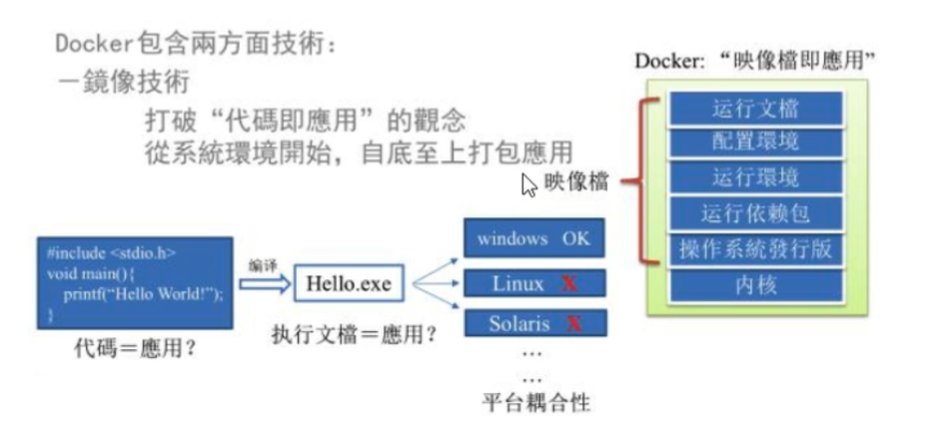 Docker包含兩方面技術：
－鏡像技術
打破“代碼即應用”的觀念
從系統環境開始，自底至上打包應用
Docker: “映像檔即應用”
运行文檔
配置環境
运行環境
运行依赖包
操作系統發行版
内核
映像檔
#include <stdio.h>
void main(){
printf(“Hello World!”);
}
代碼＝應用？
编译
Hello.exe
执行文檔＝應用？
windows OK
Linux X
Solaris X
…
…
平台耦合性